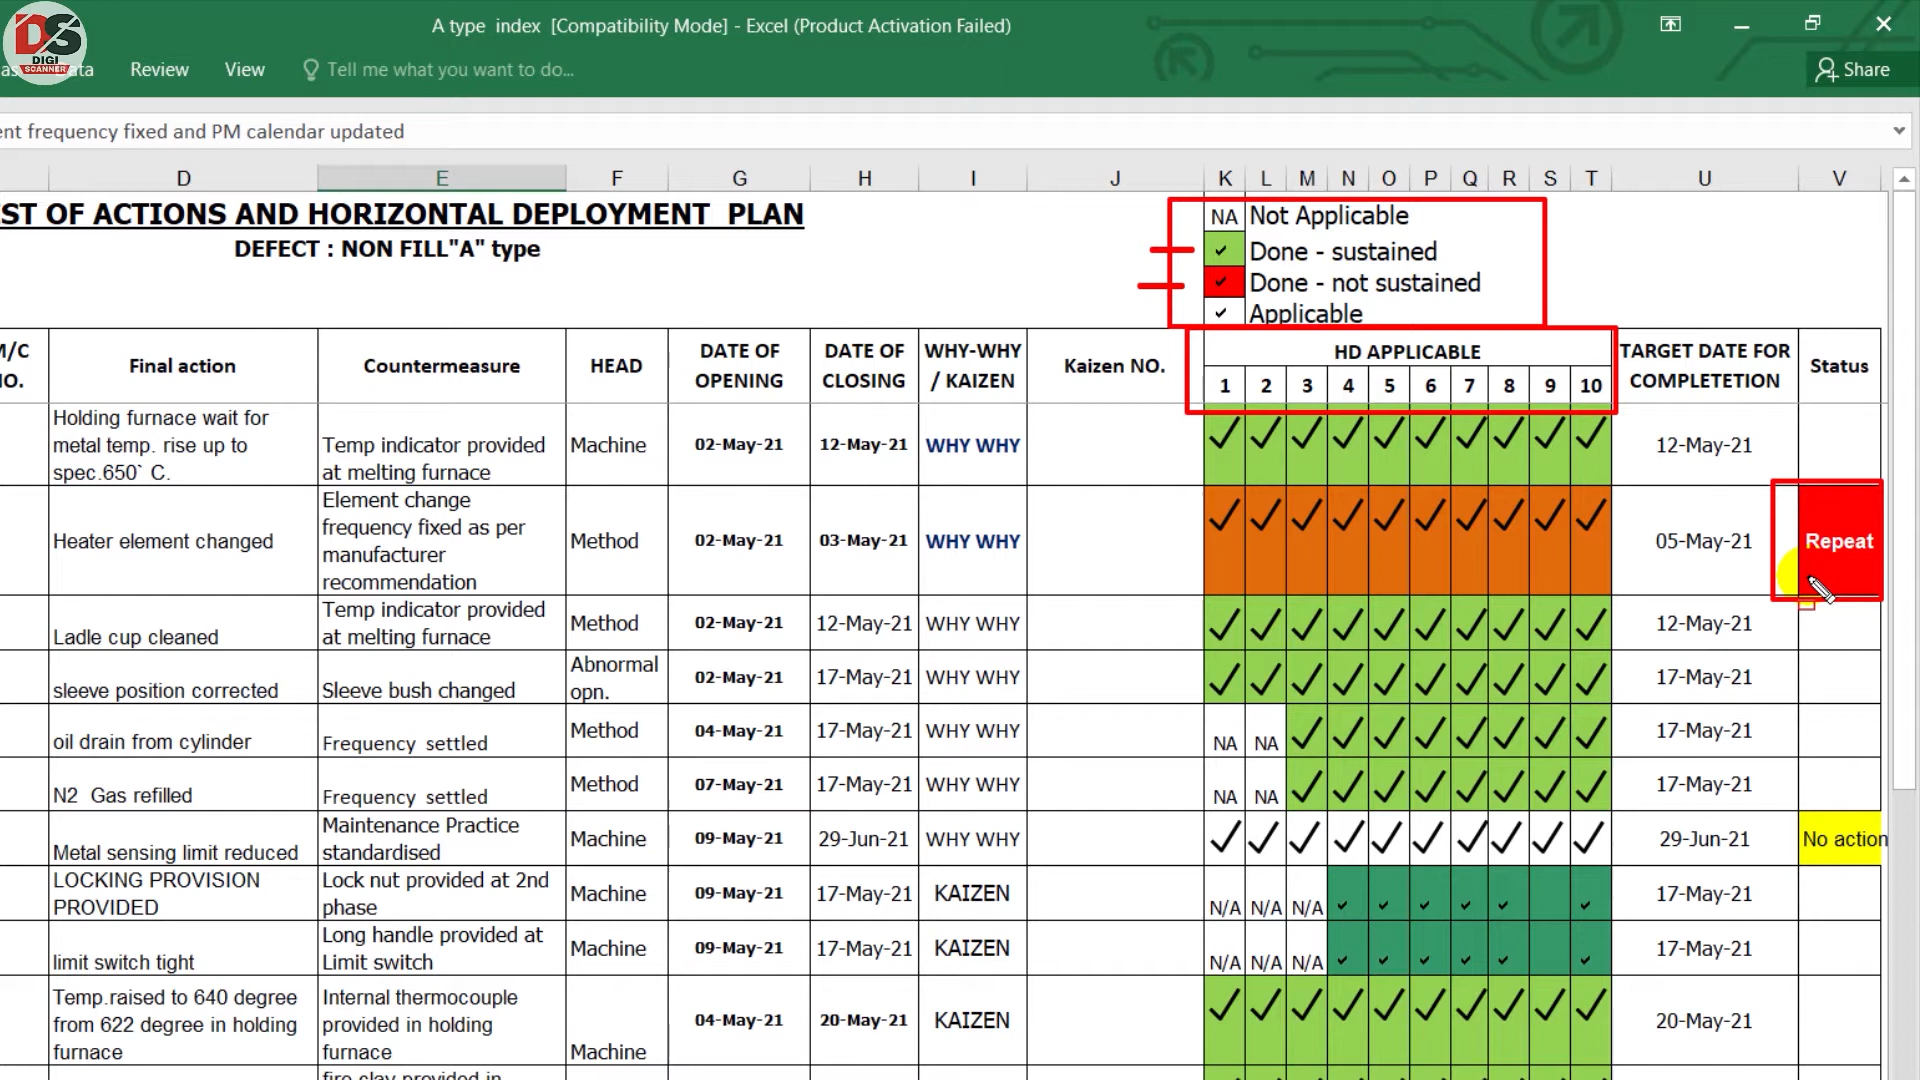 A type index [Compatibility Mode] - Excel (Product Activation Failed)
DS
DIGI
SCANNER
Review View Tell me what you want to do... Share
ent frequency fixed and PM calendar updated
D E F G H I J K L M N O P Q R S T U V
IST OF ACTIONS AND HORIZONTAL DEPLOYMENT PLAN
DEFECT : NON FILL"A" type
NA Not Applicable
✓ Done - sustained
✓ Done - not sustained
✓ Applicable
M/C NO. Final action Countermeasure HEAD DATE OF OPENING DATE OF CLOSING WHY-WHY / KAIZEN Kaizen NO. HD APPLICABLE TARGET DATE FOR COMPLETETION Status
1 2 3 4 5 6 7 8 9 10
Holding furnace wait for metal temp. rise up to spec.650` C. Temp indicator provided at melting furnace Machine 02-May-21 12-May-21 WHY WHY ✓ ✓ ✓ ✓ ✓ ✓ ✓ ✓ ✓ ✓ 12-May-21
Heater element changed Element change frequency fixed as per manufacturer recommendation Method 02-May-21 03-May-21 WHY WHY ✓ ✓ ✓ ✓ ✓ ✓ ✓ ✓ ✓ ✓ 05-May-21 Repeat
Ladle cup cleaned Temp indicator provided at melting furnace Method 02-May-21 12-May-21 WHY WHY ✓ ✓ ✓ ✓ ✓ ✓ ✓ ✓ ✓ ✓ 12-May-21
sleeve position corrected Sleeve bush changed Abnormal opn. 02-May-21 17-May-21 WHY WHY ✓ ✓ ✓ ✓ ✓ ✓ ✓ ✓ ✓ ✓ 17-May-21
oil drain from cylinder Frequency settled Method 04-May-21 17-May-21 WHY WHY NA NA ✓ ✓ ✓ ✓ ✓ ✓ ✓ ✓ 17-May-21
N2 Gas refilled Frequency settled Method 07-May-21 17-May-21 WHY WHY NA NA ✓ ✓ ✓ ✓ ✓ ✓ ✓ ✓ 17-May-21
Metal sensing limit reduced Maintenance Practice standardised Machine 09-May-21 29-Jun-21 WHY WHY ✓ ✓ ✓ ✓ ✓ ✓ ✓ ✓ ✓ ✓ 29-Jun-21 No action
LOCKING PROVISION PROVIDED Lock nut provided at 2nd phase Machine 09-May-21 17-May-21 KAIZEN N/A N/A N/A ✓ ✓ ✓ ✓ ✓ ✓ 17-May-21
limit switch tight Long handle provided at Limit switch Machine 09-May-21 17-May-21 KAIZEN N/A N/A N/A ✓ ✓ ✓ ✓ ✓ ✓ 17-May-21
Temp.raised to 640 degree from 622 degree in holding furnace Internal thermocouple provided in holding furnace Machine 04-May-21 20-May-21 KAIZEN ✓ ✓ ✓ ✓ ✓ ✓ ✓ ✓ ✓ ✓ 20-May-21
fire clay provided in